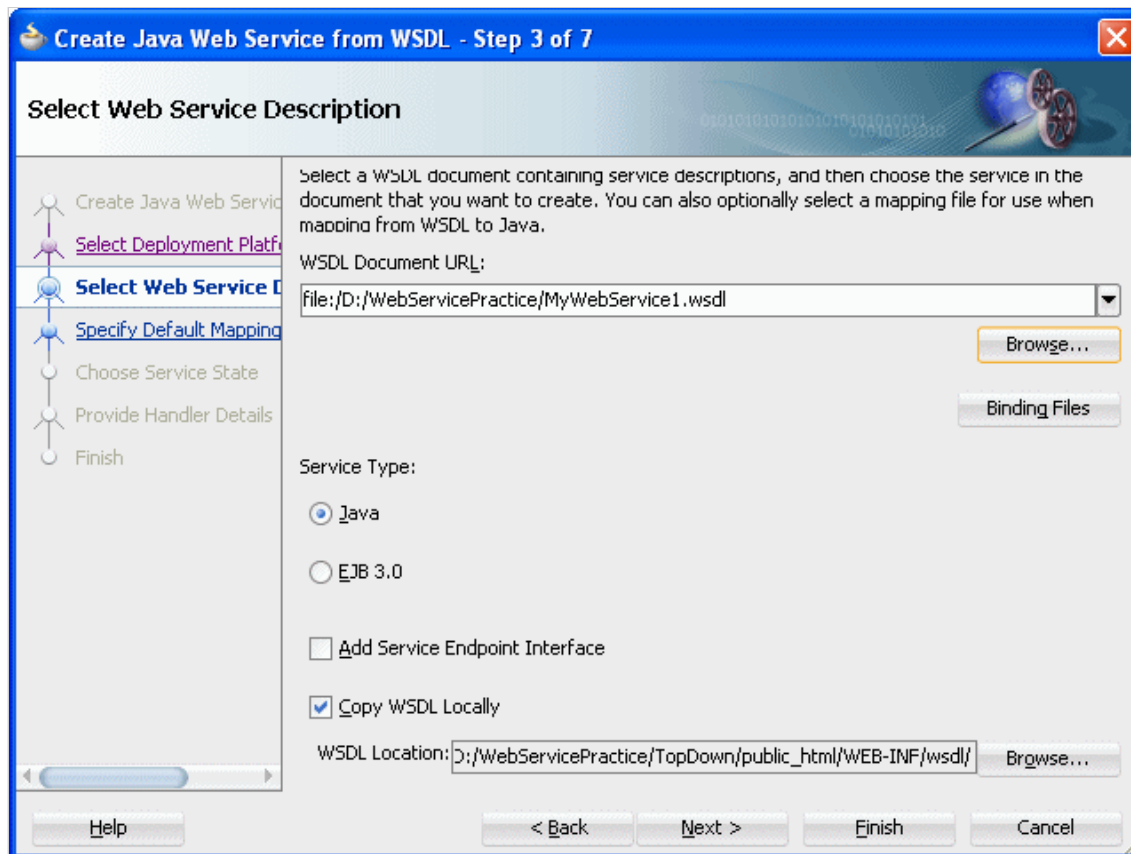 Create Java Web Service from WSDL - Step 3 of 7
Select Web Service Description
010101010101010101010101
01010101010
Create Java Web Servic
Select Deployment Platf
Select Web Service D
Specify Default Mapping
Choose Service State
Provide Handler Details
Finish
Select a WSDL document containing service descriptions, and then choose the service in the
document that you want to create. You can also optionally select a mapping file for use when
mapping from WSDL to Java.
WSDL Document URL:
file:/D:/WebServicePractice/MyWebService1.wsdl
Browse...
Binding Files
Service Type:
Java
EJB 3.0
Add Service Endpoint Interface
Copy WSDL Locally
WSDL Location: D:/WebServicePractice/TopDown/public_html/WEB-INF/wsdl/ Browse...
Help < Back Next > Finish Cancel